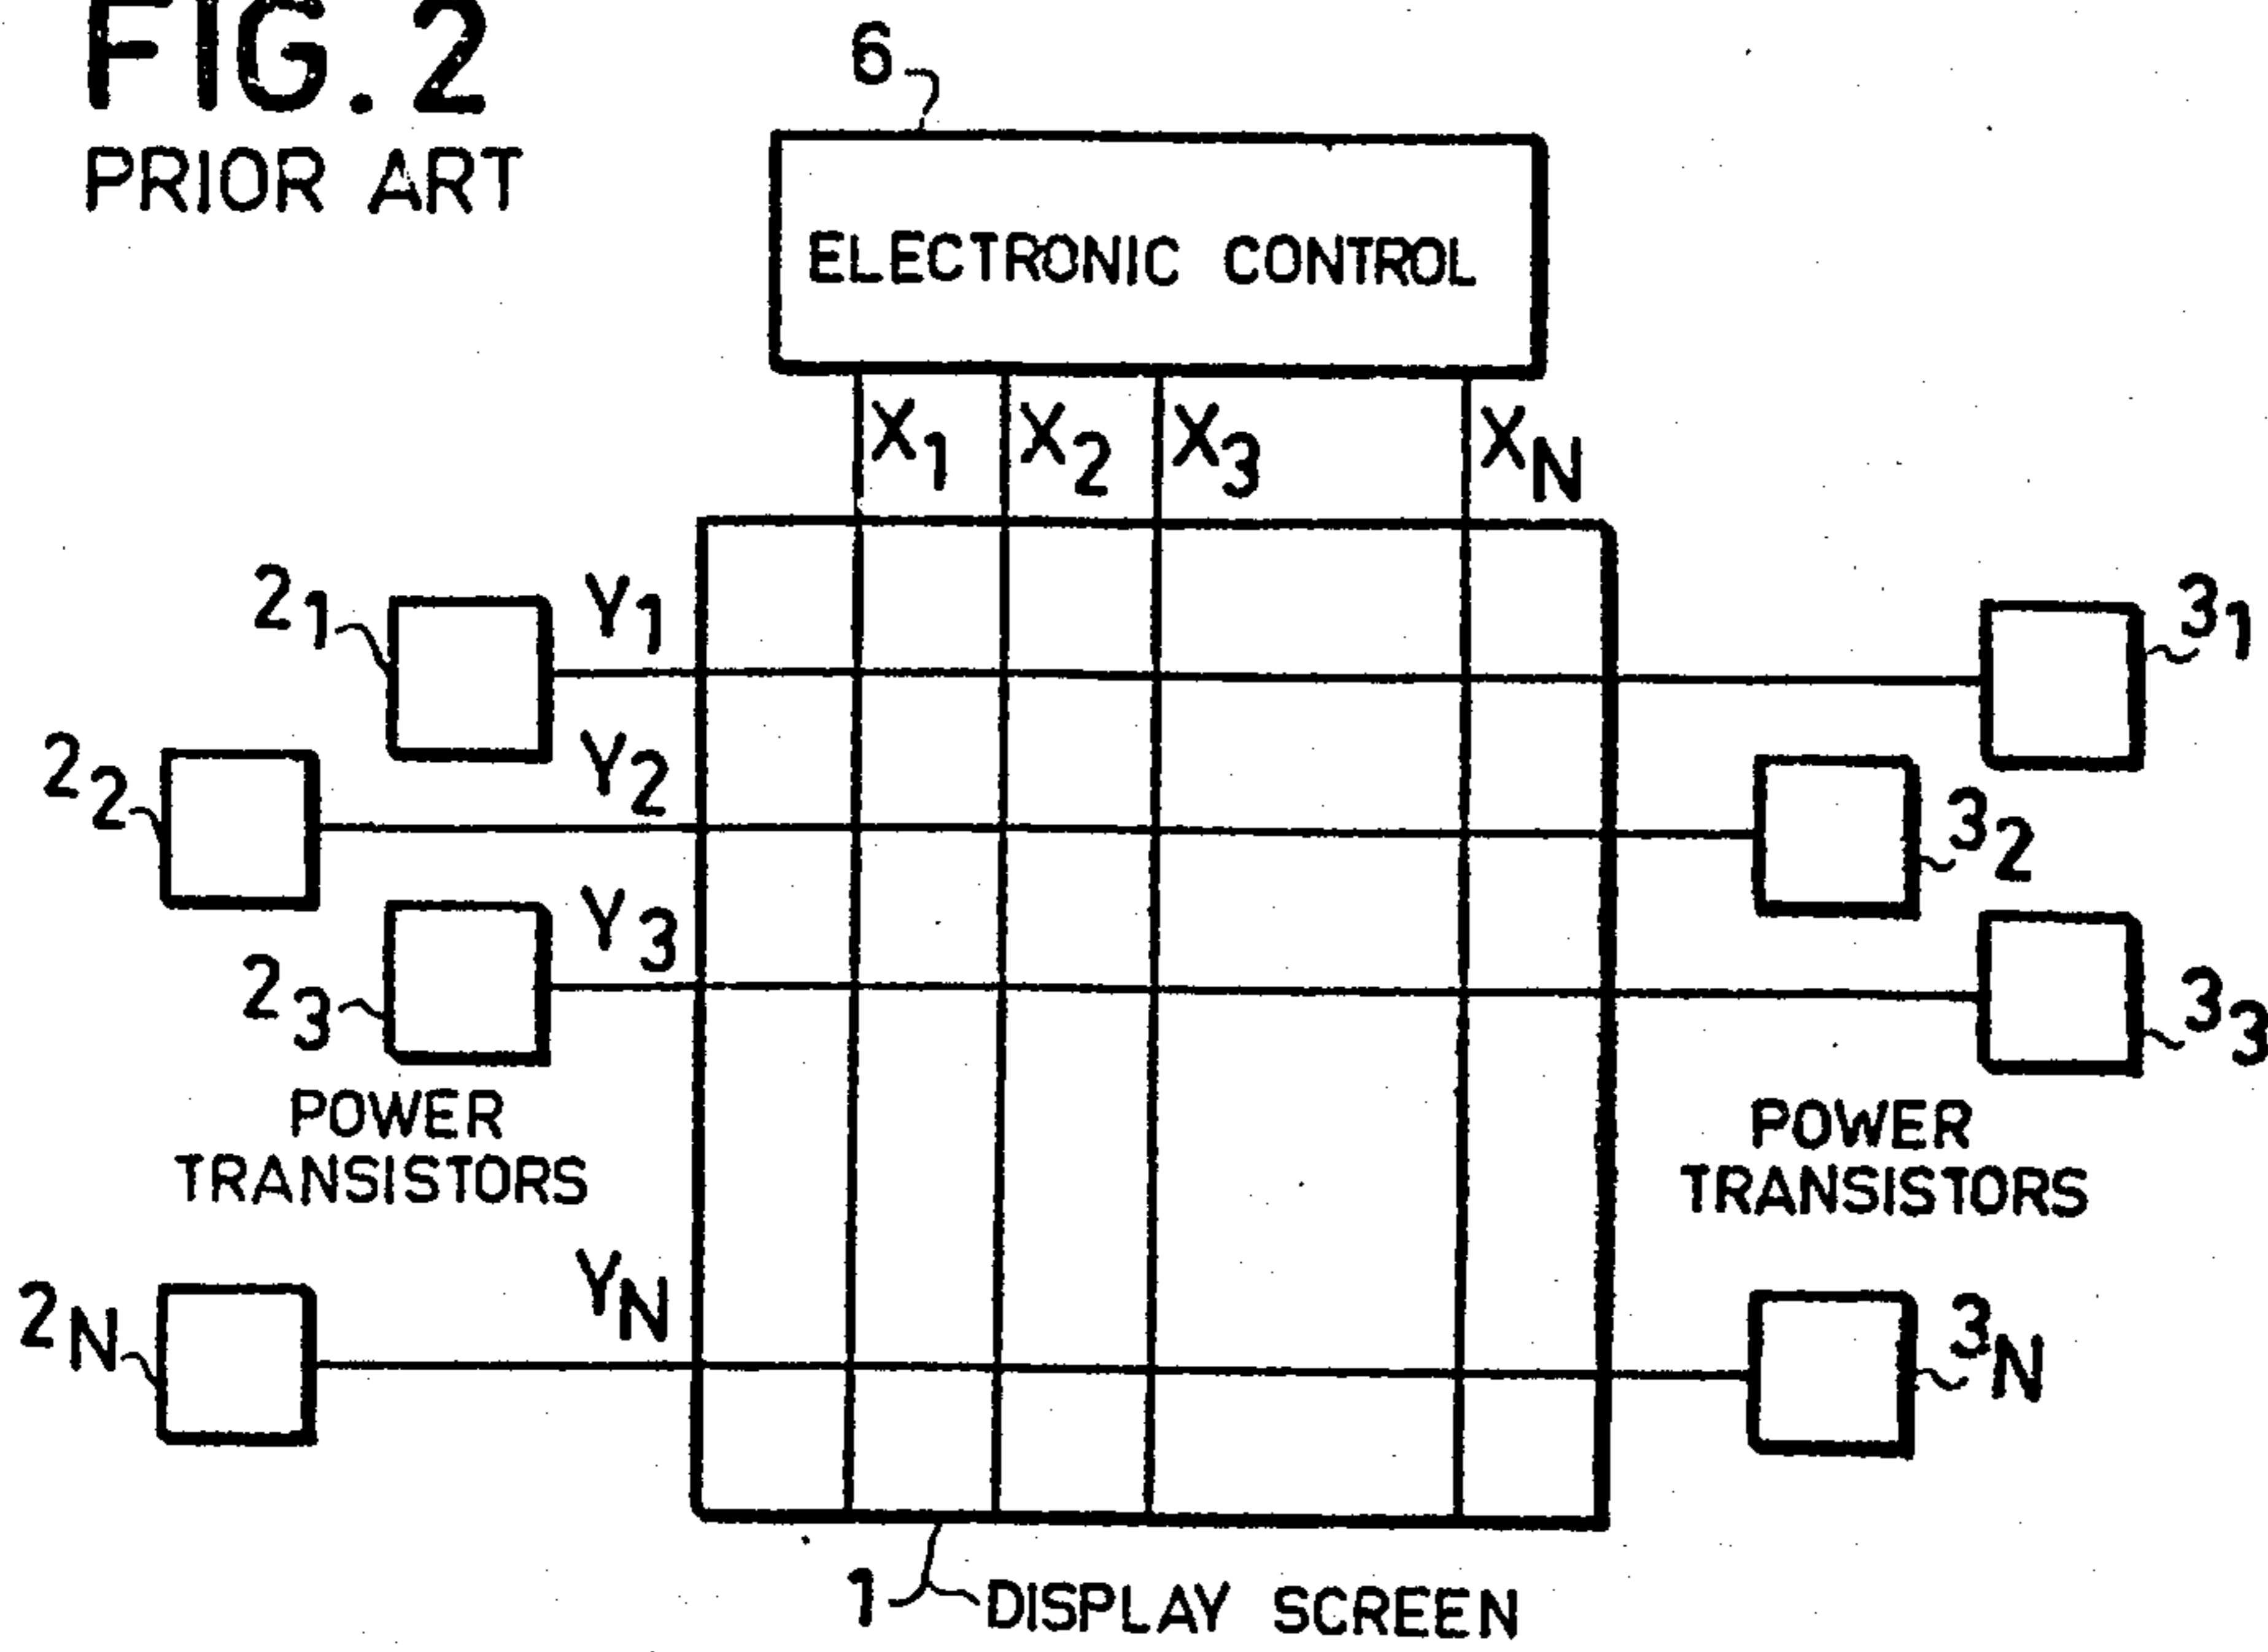 FIG. 2
PRIOR ART
6
ELECTRONIC CONTROL
X1 X2 X3 XN
21 Y1 31
22 Y2 32
23 Y3 33
POWER TRANSISTORS
POWER TRANSISTORS
2N YN 3N
1 DISPLAY SCREEN